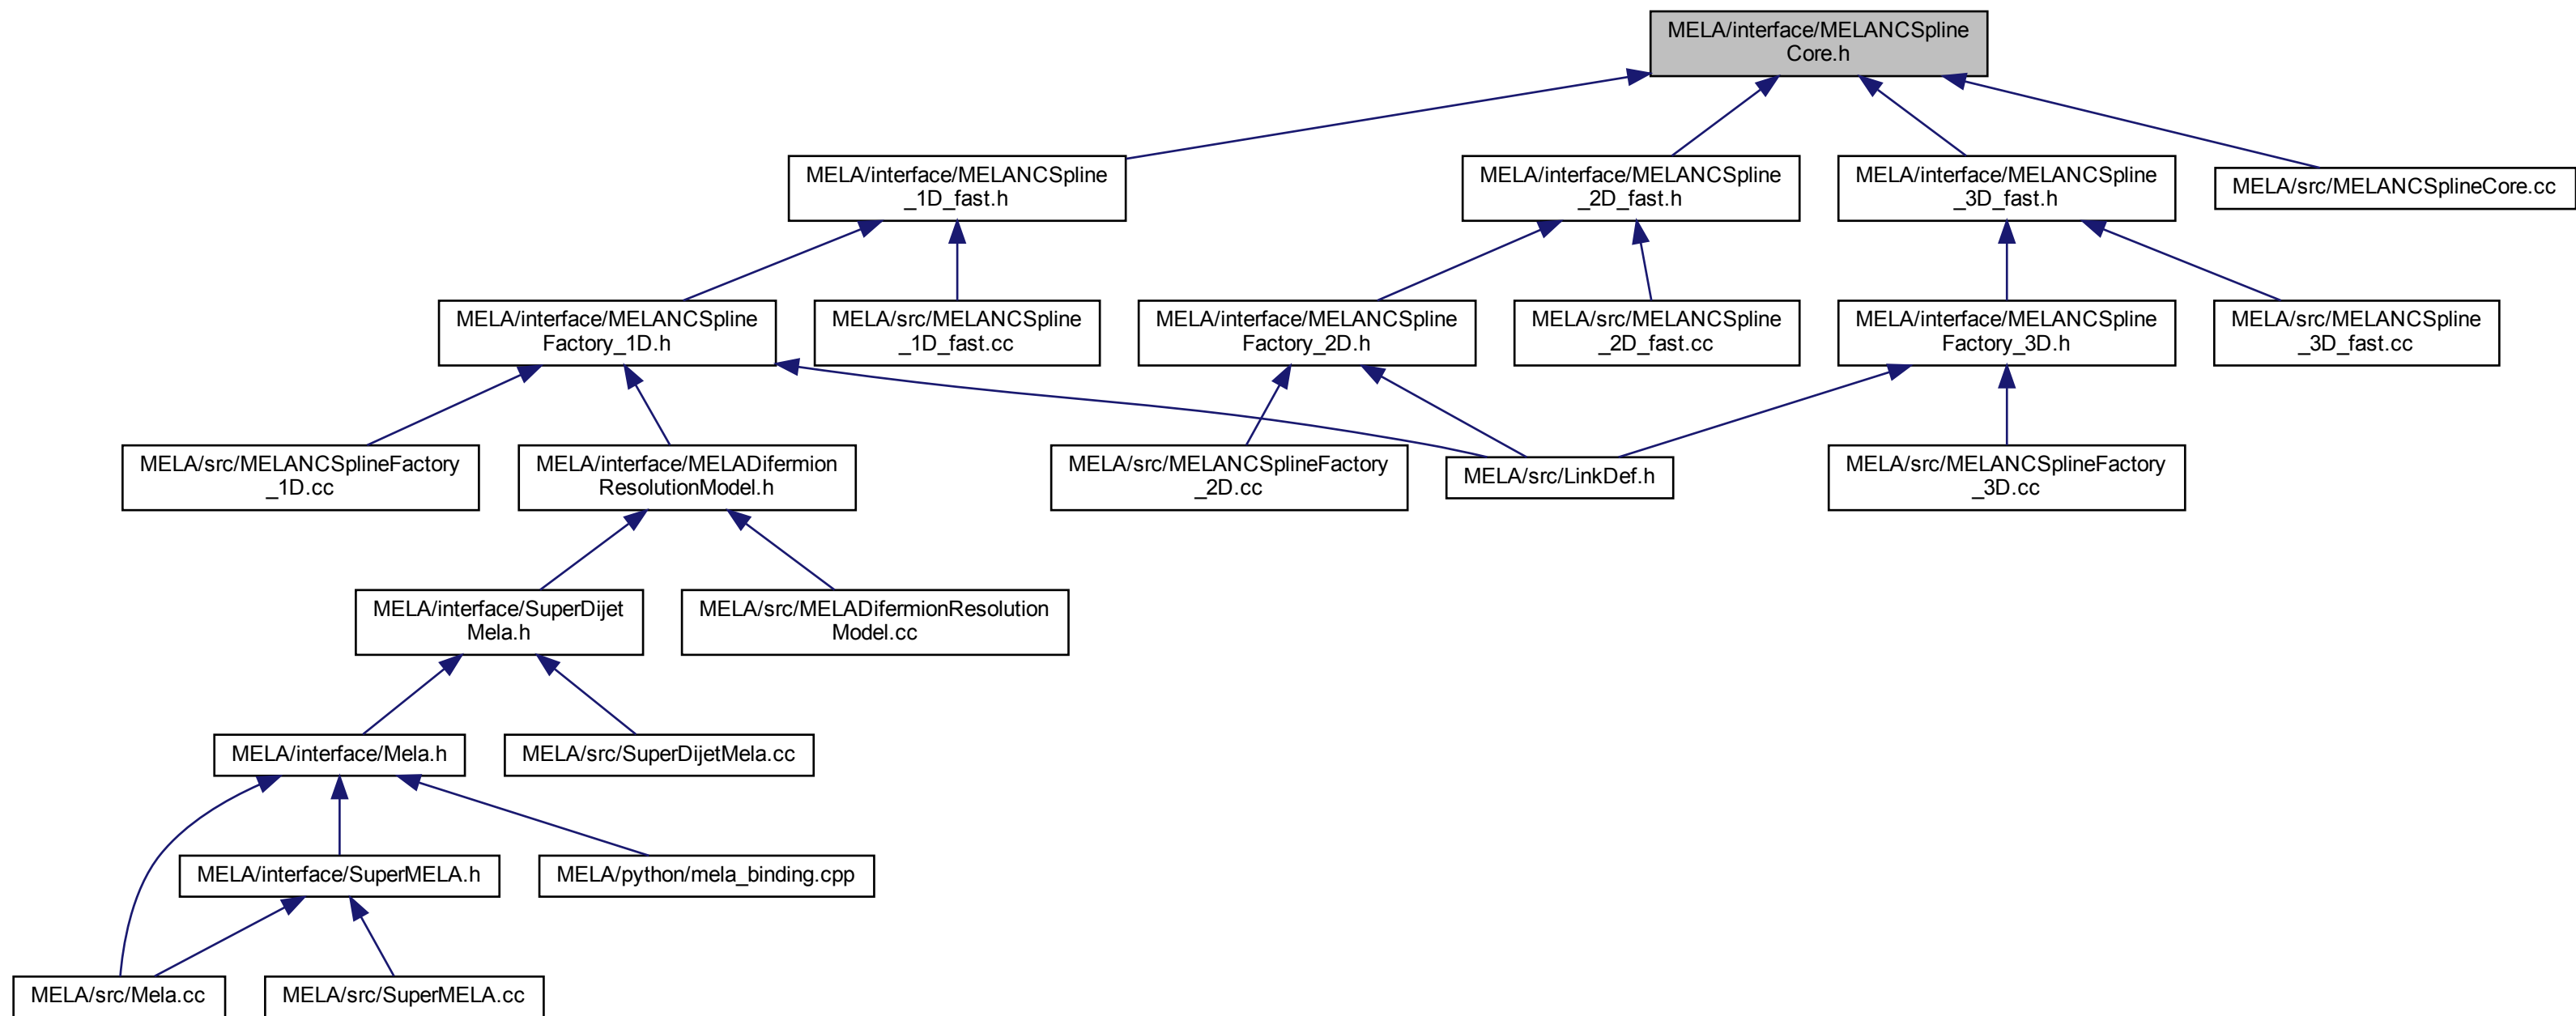 MELA/interface/MELANCSpline
Core.h
MELA/interface/MELANCSpline
_1D_fast.h
MELA/interface/MELANCSpline
_2D_fast.h
MELA/interface/MELANCSpline
_3D_fast.h
MELA/src/MELANCSplineCore.cc
MELA/interface/MELANCSpline
Factory_1D.h
MELA/src/MELANCSpline
_1D_fast.cc
MELA/interface/MELANCSpline
Factory_2D.h
MELA/src/MELANCSpline
_2D_fast.cc
MELA/interface/MELANCSpline
Factory_3D.h
MELA/src/MELANCSpline
_3D_fast.cc
MELA/src/MELANCSplineFactory
_1D.cc
MELA/interface/MELADifermion
ResolutionModel.h
MELA/src/MELANCSplineFactory
_2D.cc
MELA/src/LinkDef.h
MELA/src/MELANCSplineFactory
_3D.cc
MELA/interface/SuperDijet
Mela.h
MELA/src/MELADifermionResolution
Model.cc
MELA/interface/Mela.h
MELA/src/SuperDijetMela.cc
MELA/interface/SuperMELA.h
MELA/python/mela_binding.cpp
MELA/src/Mela.cc
MELA/src/SuperMELA.cc